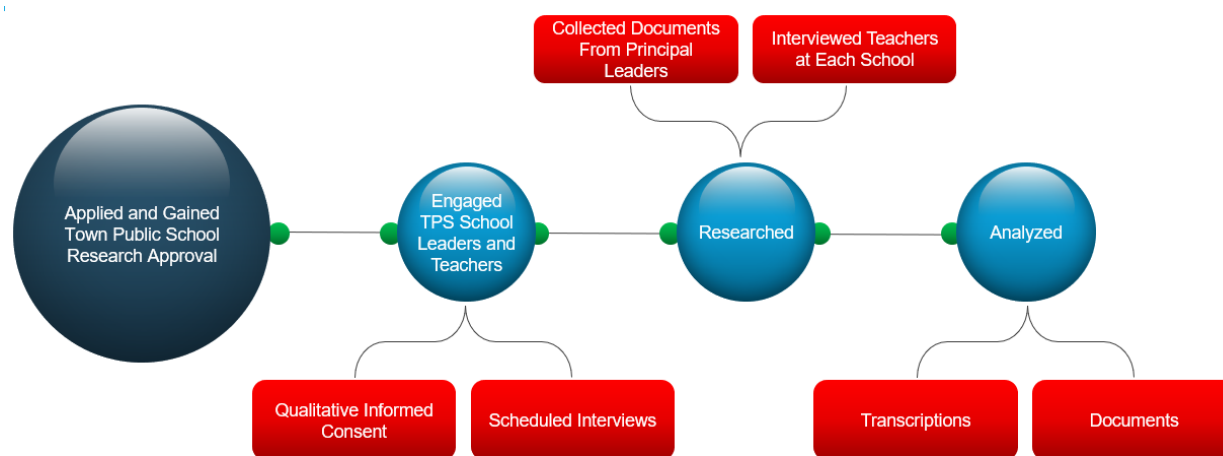 Collected Documents
From Principal
Leaders
Interviewed Teachers
at Each School
Applied and Gained
Town Public School
Research Approval
Engaged
TPS School
Leaders and
Teachers
Researched
Analyzed
Qualitative Informed
Consent
Scheduled Interviews
Transcriptions
Documents